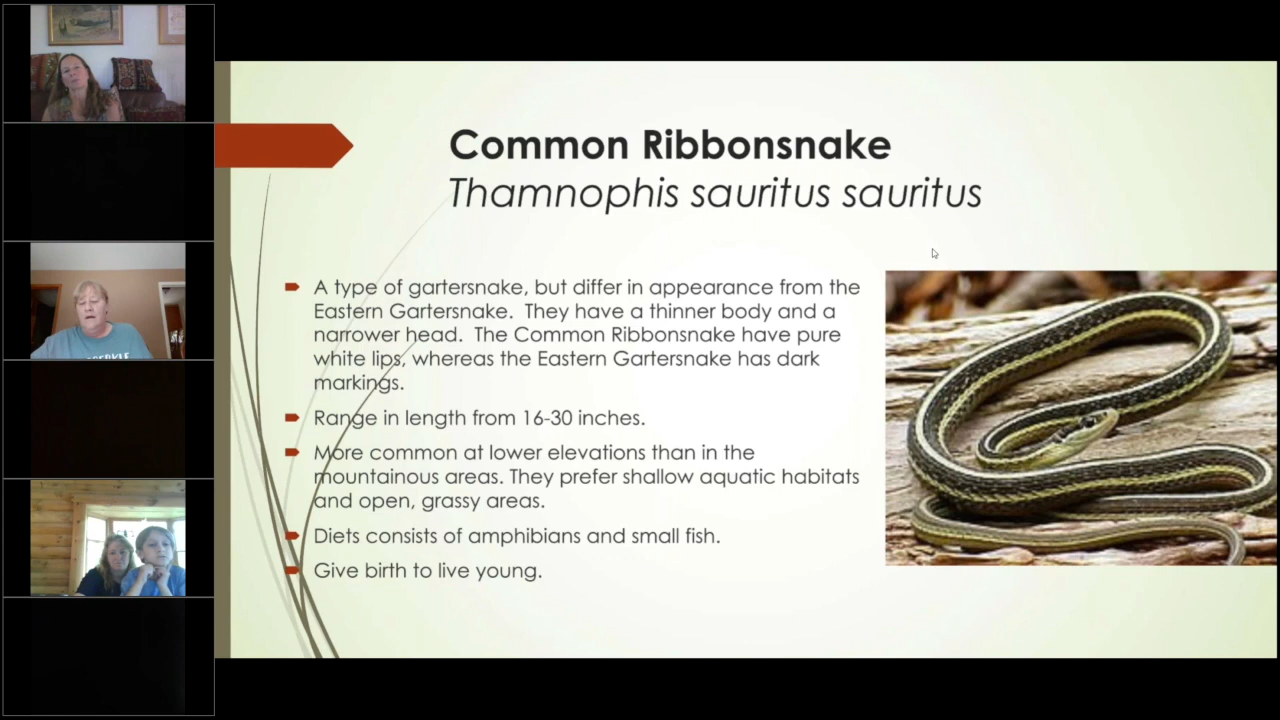 Common Ribbonsnake
Thamnophis sauritus sauritus
A type of gartersnake, but differ in appearance from the
Eastern Gartersnake. They have a thinner body and a
narrower head. The Common Ribbonsnake have pure
white lips, whereas the Eastern Gartersnake has dark
markings.
Range in length from 16-30 inches.
More common at lower elevations than in the
mountainous areas. They prefer shallow aquatic habitats
and open, grassy areas.
Diets consists of amphibians and small fish.
Give birth to live young.